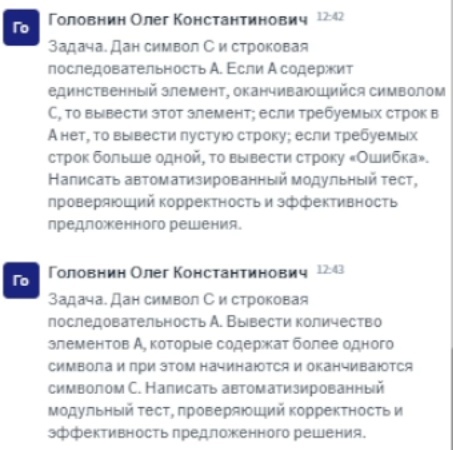 Го
Головнин Олег Константинович 12:42
Задача. Дан символ С и строковая
последовательность А. Если А содержит
единственный элемент, оканчивающийся символом
С, то вывести этот элемент; если требуемых строк в
А нет, то вывести пустую строку; если требуемых
строк больше одной, то вывести строку «Ошибка».
Написать автоматизированный модульный тест,
проверяющий корректность и эффективность
предложенного решения.
Го
Головнин Олег Константинович 12:43
Задача. Дан символ С и строковая
последовательность А. Вывести количество
элементов А, которые содержат более одного
символа и при этом начинаются и оканчиваются
символом С. Написать автоматизированный
модульный тест, проверяющий корректность и
эффективность предложенного решения.